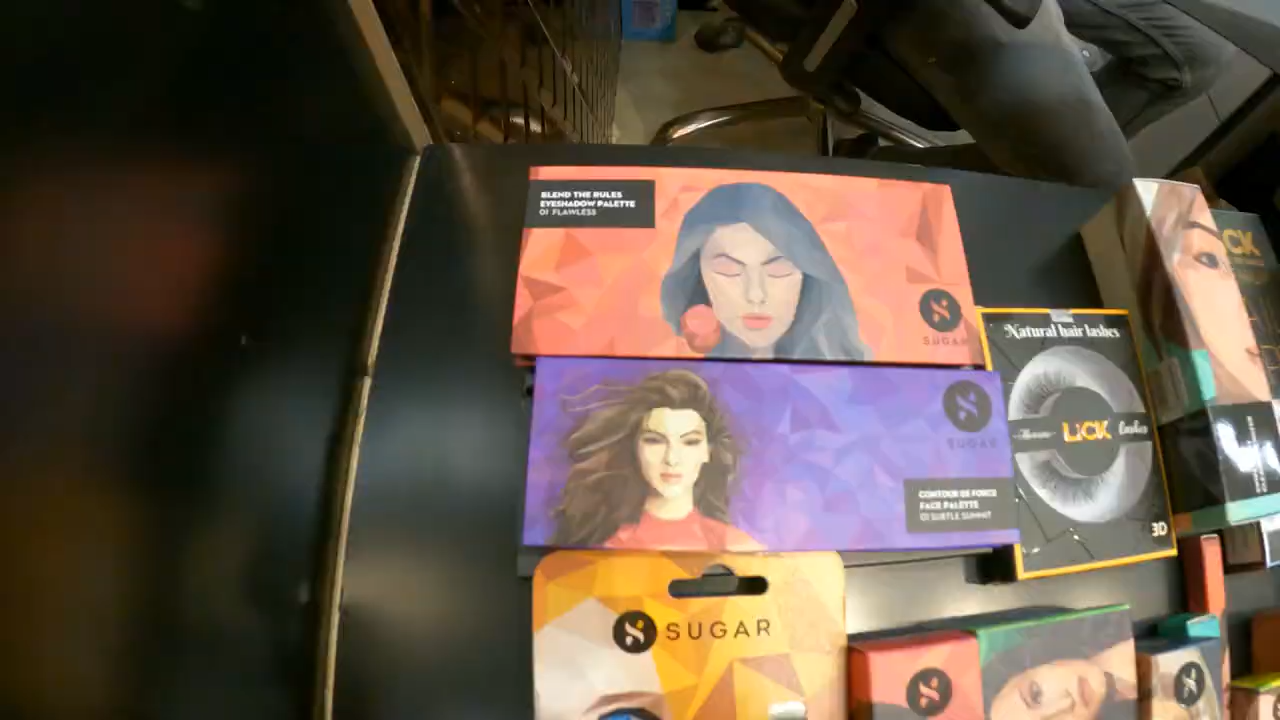 BLEND THE RULES
EYESHADOW PALETTE
01 FLAWLESS
SUGAR
Natural hair lashes
LiCK
lashes
3D
SUGAR
CONTOUR DE FORCE
FACE PALETTE
01 SUBTLE SUMMIT
SUGAR
CK